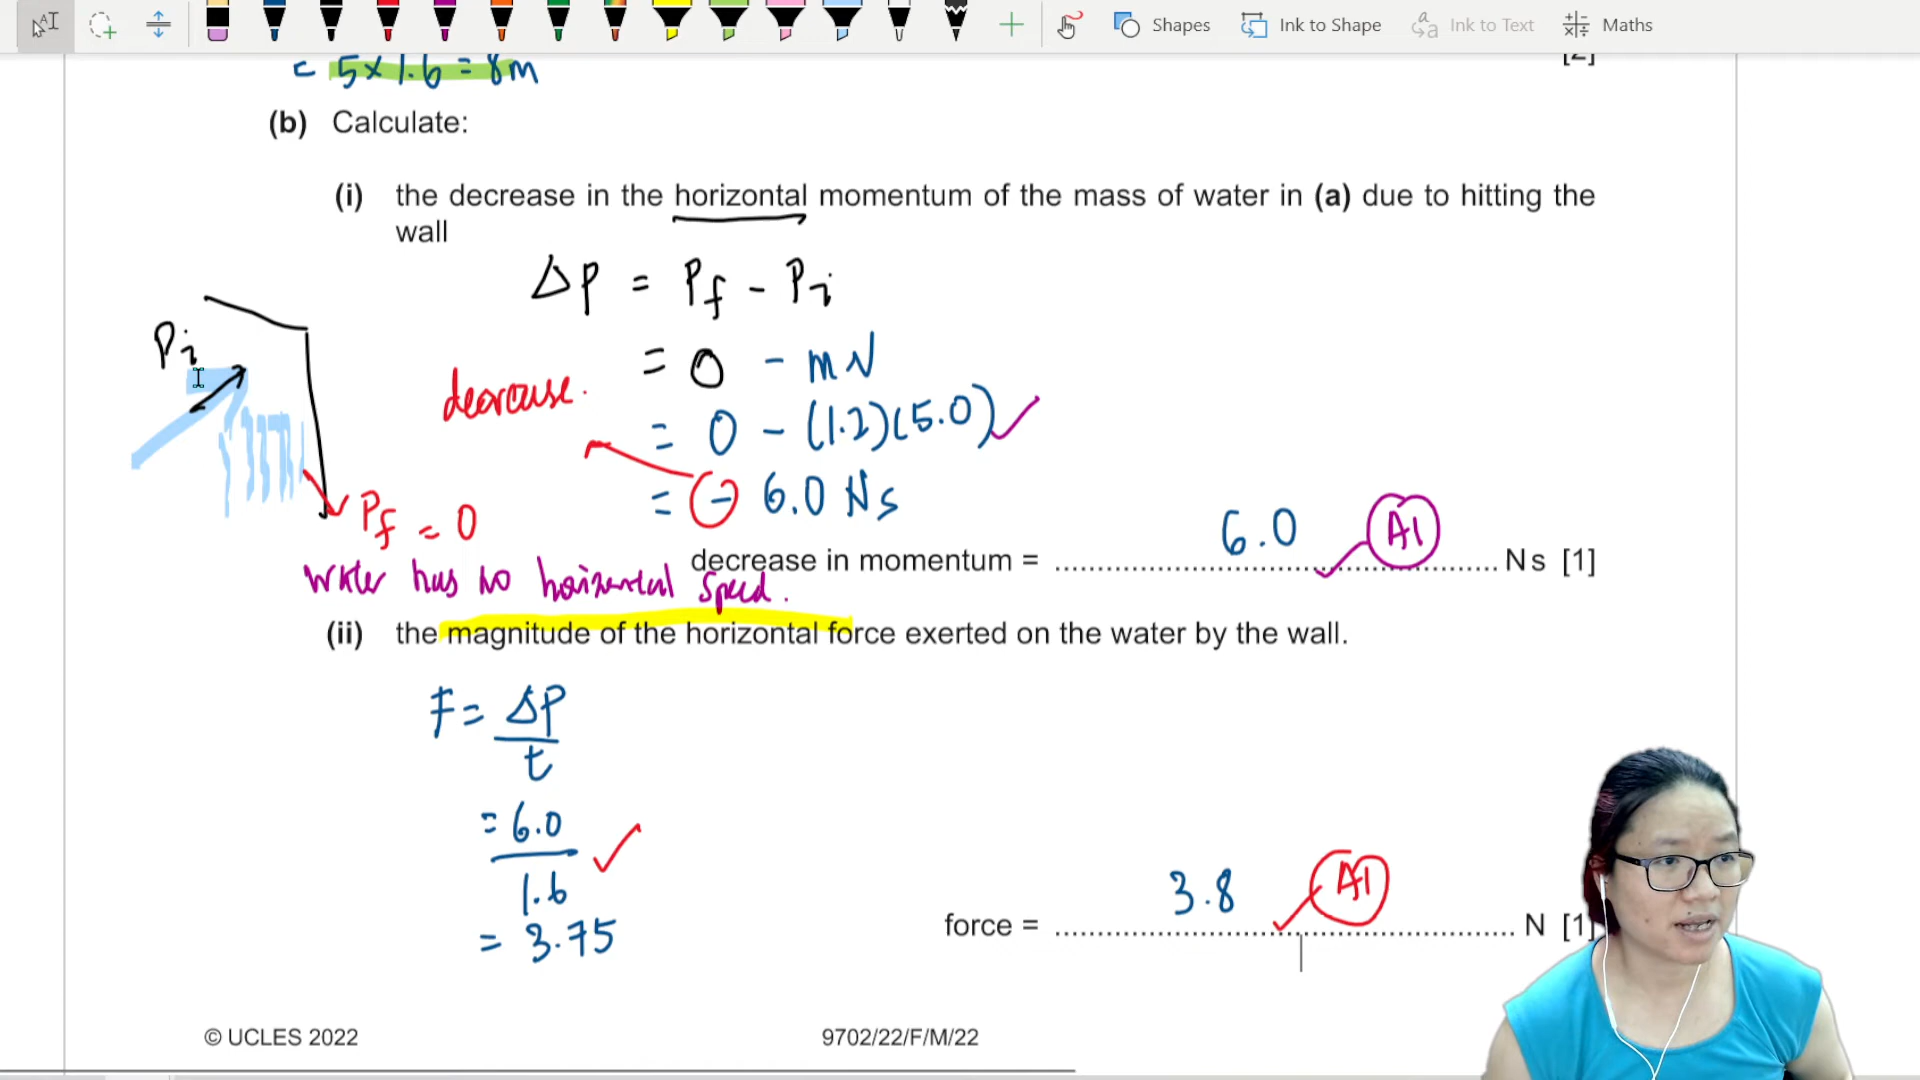 Shapes Ink to Shape Ink to Text Maths
= 5 × 1.6 = 8m
[2]
(b) Calculate:
(i) the decrease in the horizontal momentum of the mass of water in (a) due to hitting the
wall
ΔP = Pf - Pi
Pi
= 0 - mv
decrease.
= 0 - (1.2)(5.0)
= - 6.0 Ns
Pf = 0
6.0 A1
decrease in momentum = ........................................ Ns [1]
Water has no horizontal speed.
(ii) the magnitude of the horizontal force exerted on the water by the wall.
F = ΔP
t
= 6.0
1.6
= 3.75
3.8 A1
force = ........................................ N [1]
© UCLES 2022 9702/22/F/M/22